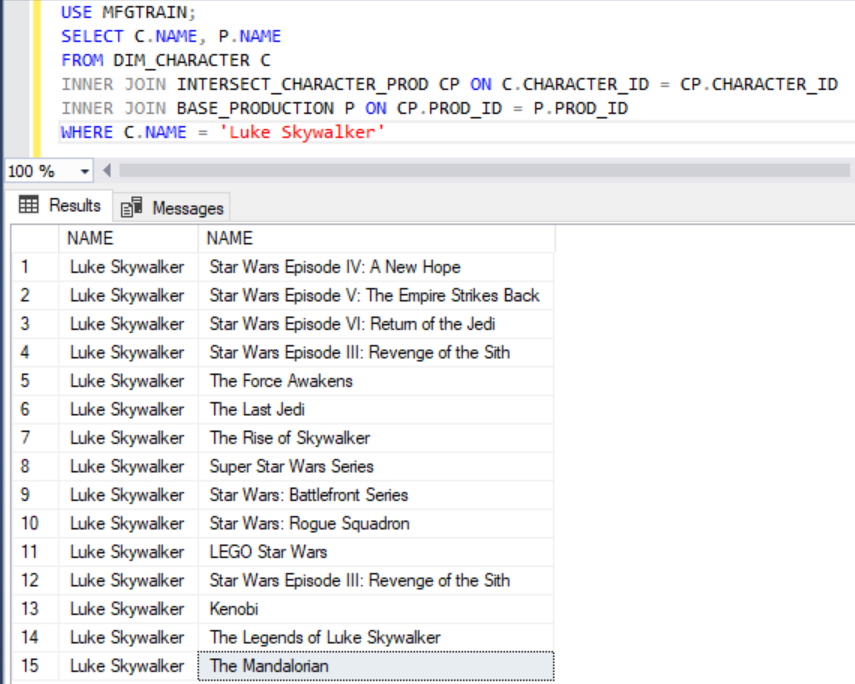 USE MFGTRAIN;
SELECT C.NAME, P.NAME
FROM DIM_CHARACTER C
INNER JOIN INTERSECT_CHARACTER_PROD CP ON C.CHARACTER_ID = CP.CHARACTER_ID
INNER JOIN BASE_PRODUCTION P ON CP.PROD_ID = P.PROD_ID
WHERE C.NAME = 'Luke Skywalker'
100 %
Results Messages
NAME NAME
1 Luke Skywalker Star Wars Episode IV: A New Hope
2 Luke Skywalker Star Wars Episode V: The Empire Strikes Back
3 Luke Skywalker Star Wars Episode VI: Return of the Jedi
4 Luke Skywalker Star Wars Episode III: Revenge of the Sith
5 Luke Skywalker The Force Awakens
6 Luke Skywalker The Last Jedi
7 Luke Skywalker The Rise of Skywalker
8 Luke Skywalker Super Star Wars Series
9 Luke Skywalker Star Wars: Battlefront Series
10 Luke Skywalker Star Wars: Rogue Squadron
11 Luke Skywalker LEGO Star Wars
12 Luke Skywalker Star Wars Episode III: Revenge of the Sith
13 Luke Skywalker Kenobi
14 Luke Skywalker The Legends of Luke Skywalker
15 Luke Skywalker The Mandalorian